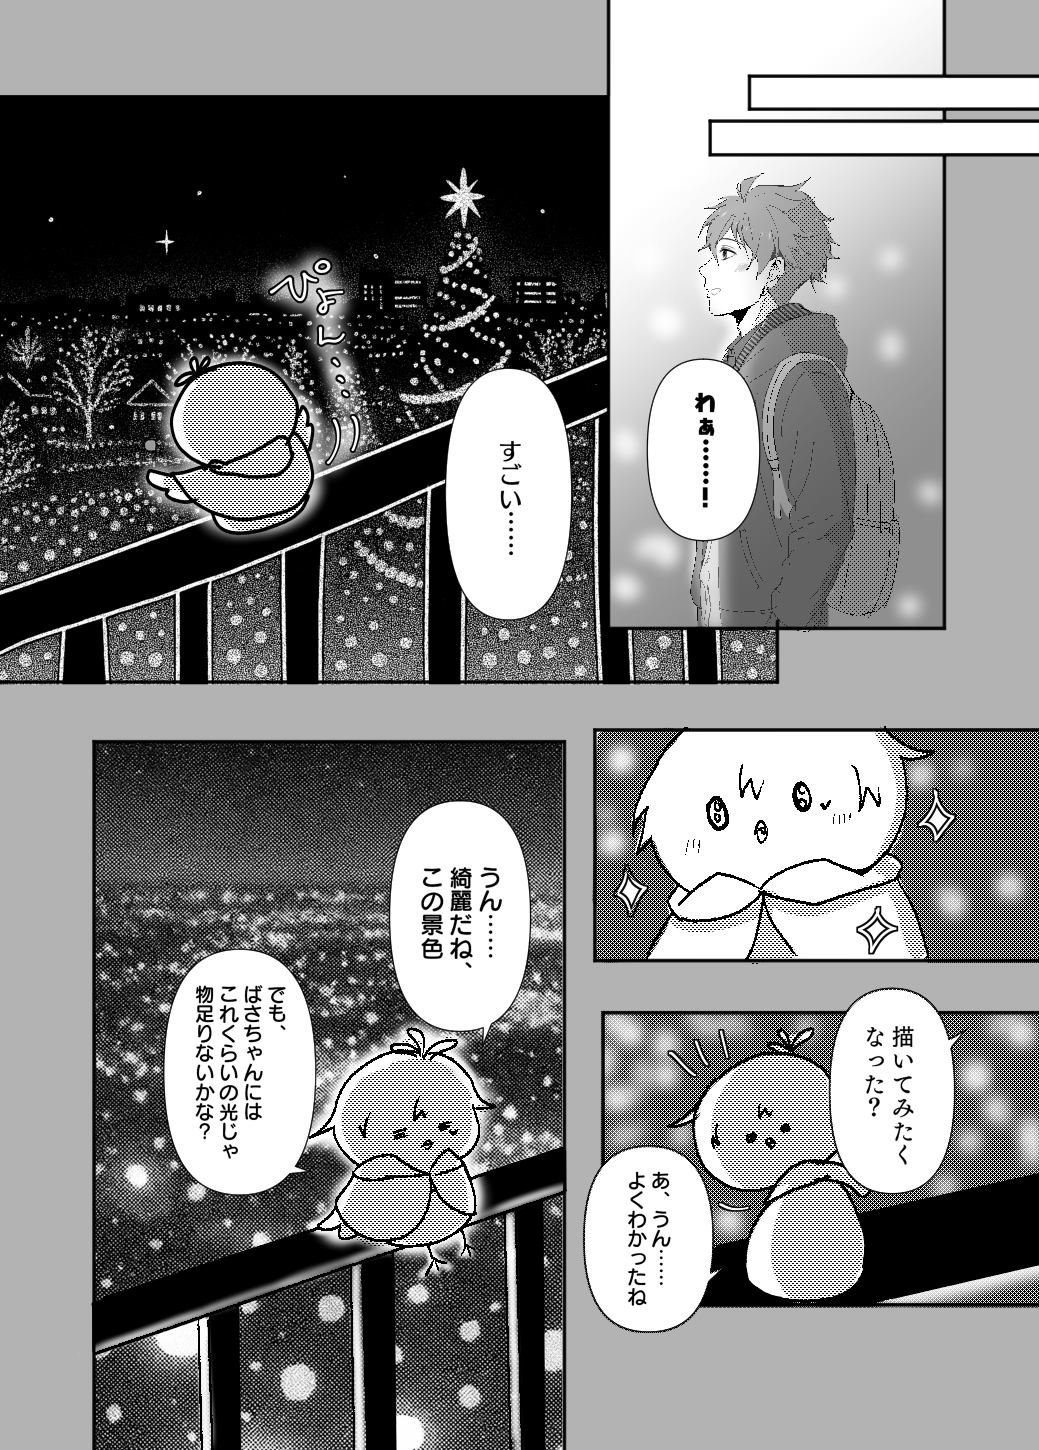 わぁ……！
ぴょん…
すごい……
描いてみたく
なった？
あ、うん……
よくわかったね
うん……
綺麗だね、
この景色
でも、
ばさちゃんには
これくらいの光じゃ
物足りないかな？